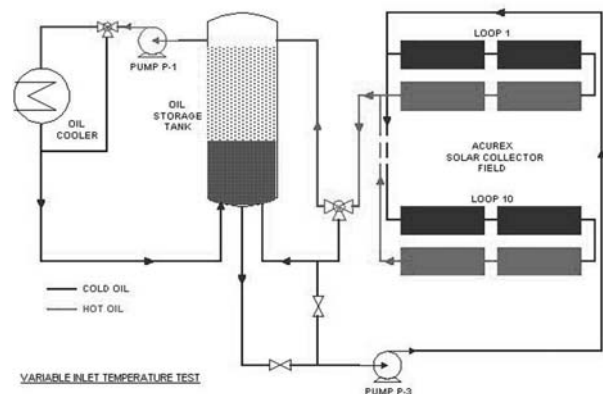 LOOP 1
PUMP P-1
OIL
STORAGE
TANK
OIL
COOLER
ACUREX
SOLAR COLLECTOR
FIELD
LOOP 10
COLD OIL
HOT OIL
VARIABLE INLET TEMPERATURE TEST
PUMP P-3